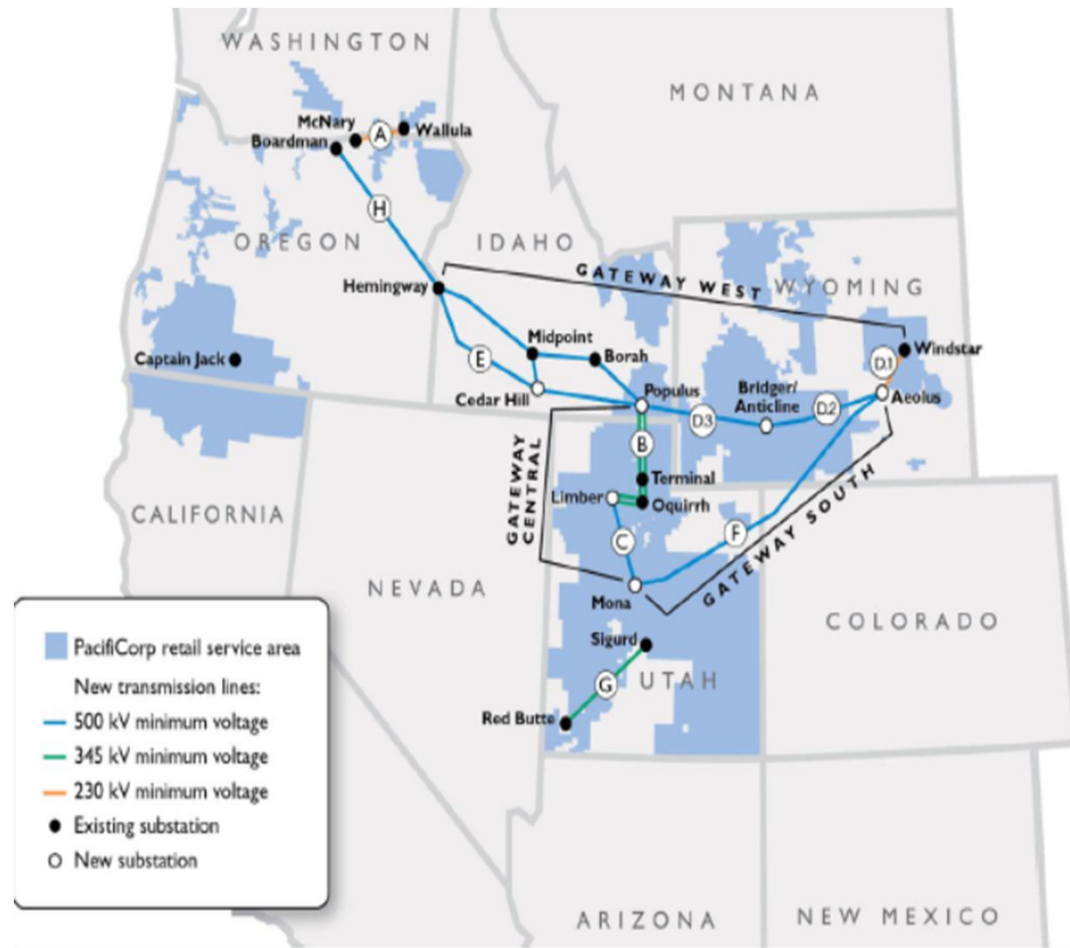 WASHINGTON
MONTANA
McNary
A
Wallula
Boardman
H
OREGON
IDAHO
GATEWAY WEST
WYOMING
Hemingway
Midpoint
Windstar
Captain Jack
E
Borah
D.1
Cedar Hill
Populus
Bridger/
Anticline
D.2
Aeolus
D.3
GATEWAY
CENTRAL
B
Terminal
Limber
Oquirrh
CALIFORNIA
C
F
GATEWAY SOUTH
NEVADA
Mona
COLORADO
Sigurd
G
UTAH
Red Butte
PacifiCorp retail service area
New transmission lines:
500 kV minimum voltage
345 kV minimum voltage
230 kV minimum voltage
Existing substation
New substation
ARIZONA
NEW MEXICO